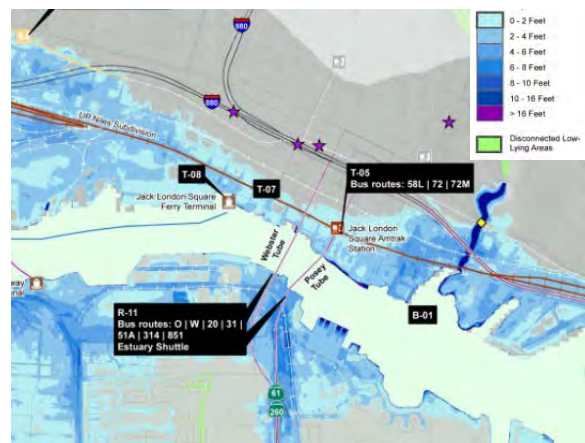 0 - 2 Feet
2 - 4 Feet
4 - 6 Feet
6 - 8 Feet
8 - 10 Feet
10 - 16 Feet
> 16 Feet
Disconnected Low-
Lying Areas
980
880
UP Niles Subdivision
T-08
Jack London Square
Ferry Terminal
T-07
T-05
Bus routes: 58L | 72 | 72M
Jack London
Square Amtrak
Station
Webster
Tube
Posey
Tube
B-01
R-11
Bus routes: O | W | 20 | 31 |
51A | 314 | 851
Estuary Shuttle
61
260